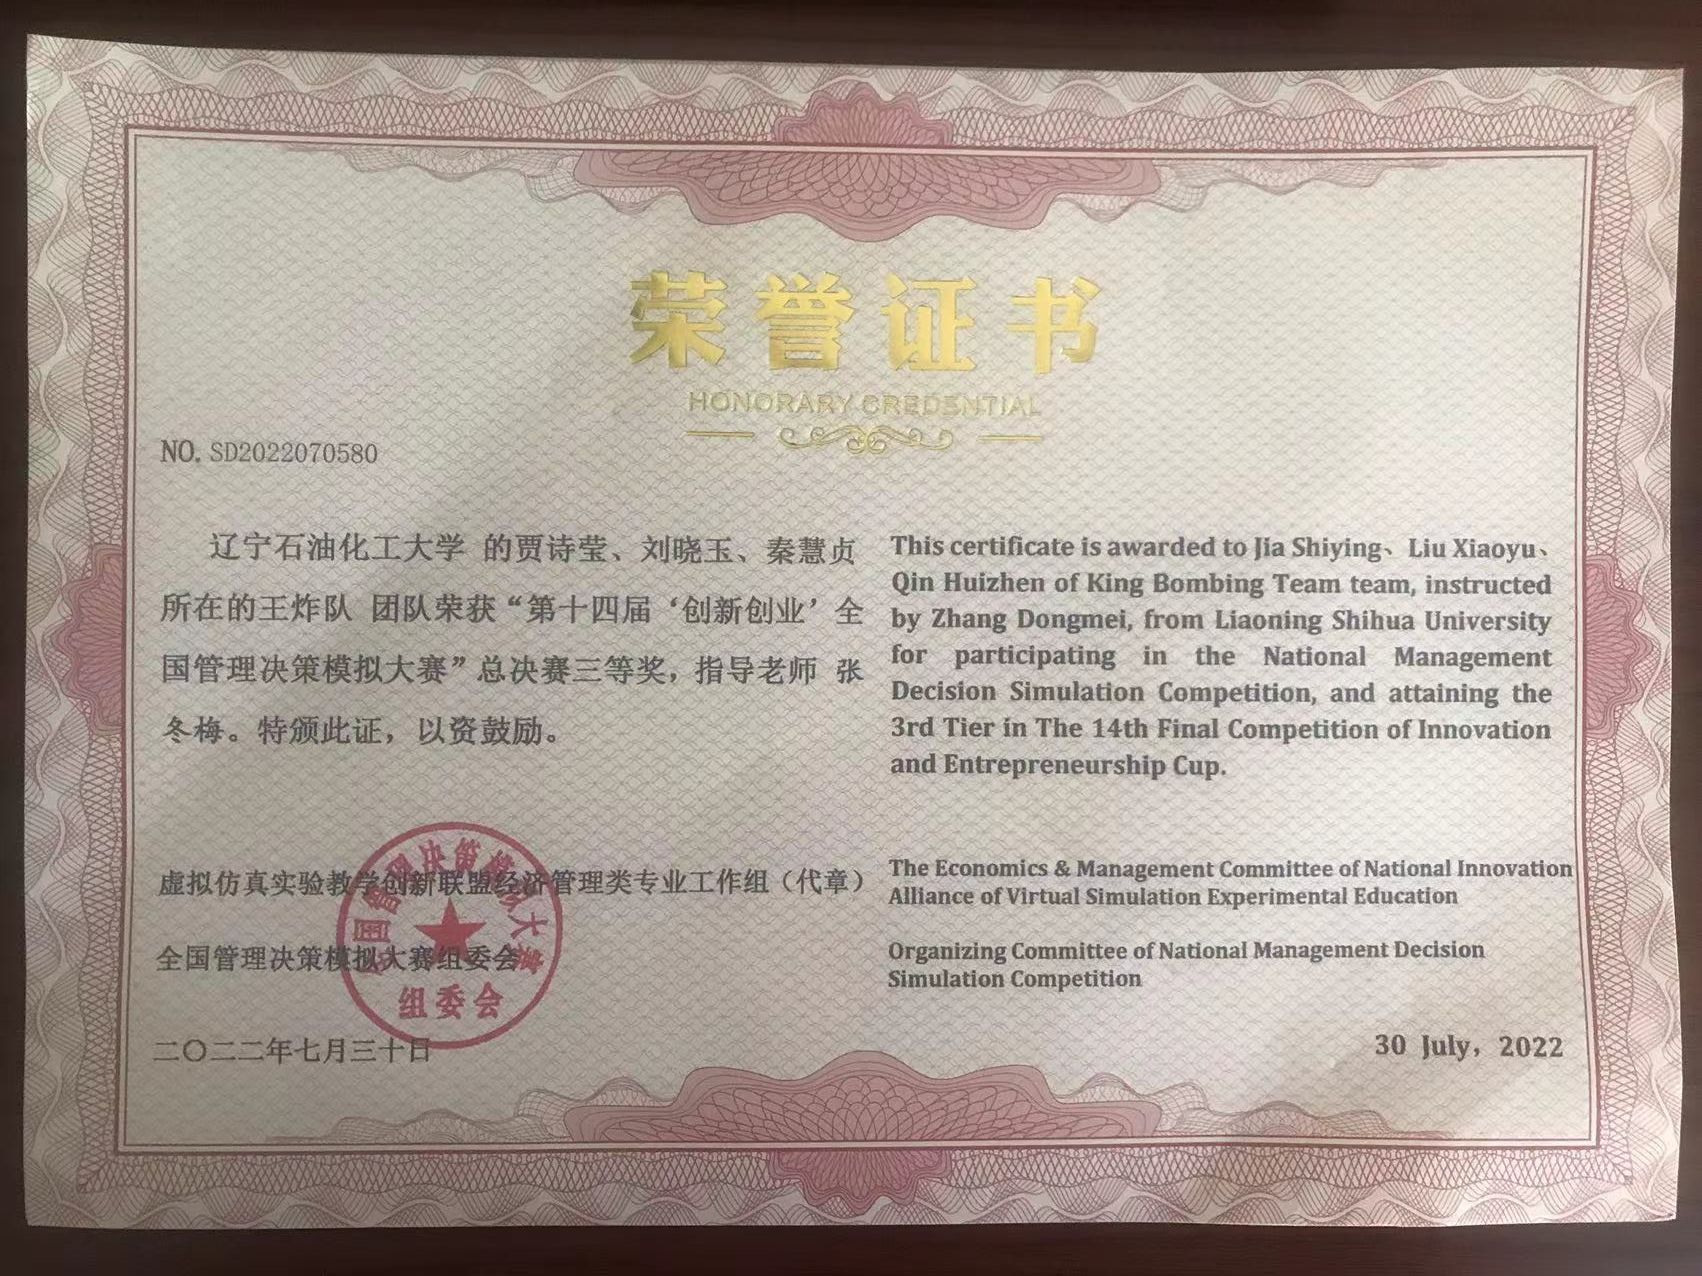 荣誉证书
HONORARY CREDENTIAL
NO. SD2022070580
辽宁石油化工大学 的贾诗莹、刘晓玉、秦慧贞
所在的王炸队 团队荣获“第十四届‘创新创业’全
国管理决策模拟大赛”总决赛三等奖，指导老师 张
冬梅。特颁此证，以资鼓励。
This certificate is awarded to Jia Shiying、Liu Xiaoyu、
Qin Huizhen of King Bombing Team team, instructed
by Zhang Dongmei, from Liaoning Shihua University
for participating in the National Management
Decision Simulation Competition, and attaining the
3rd Tier in The 14th Final Competition of Innovation
and Entrepreneurship Cup.
虚拟仿真实验教学创新联盟经济管理类专业工作组（代章）
全国管理决策模拟大赛组委会
二〇二二年七月三十日
全国管理决策模拟大赛
组委会
The Economics & Management Committee of National Innovation
Alliance of Virtual Simulation Experimental Education
Organizing Committee of National Management Decision
Simulation Competition
30 July，2022